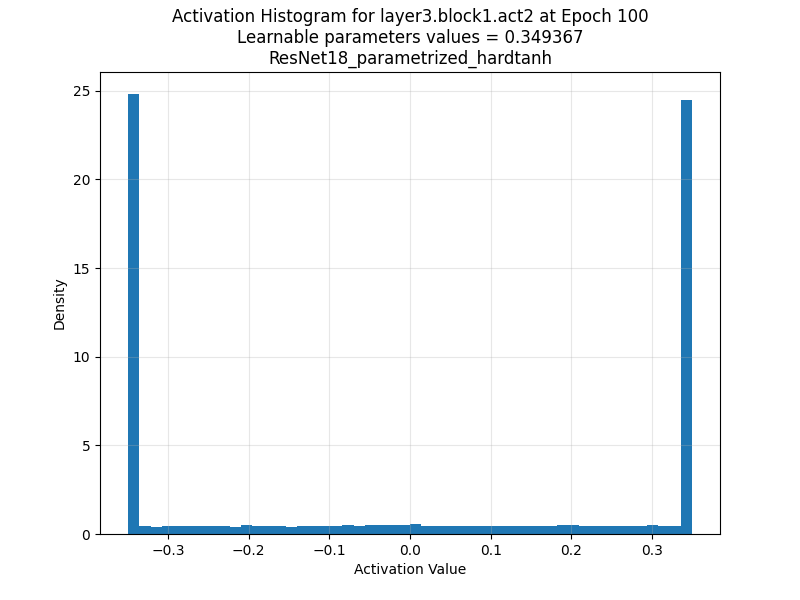 Activation Histogram for layer3.block1.act2 at Epoch 100
Learnable parameters values = 0.349367
ResNet18_parametrized_hardtanh
25
20
15
10
5
0
Density
−0.3 −0.2 −0.1 0.0 0.1 0.2 0.3
Activation Value